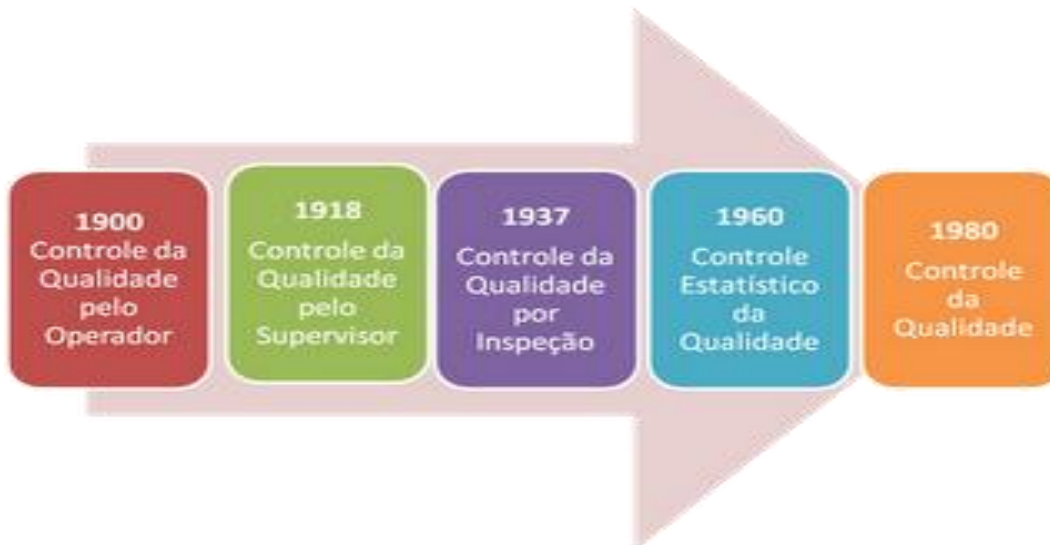 1900
Controle da
Qualidade
pelo
Operador
1918
Controle da
Qualidade
pelo
Supervisor
1937
Controle da
Qualidade
por
Inspeção
1960
Controle
Estatístico
da
Qualidade
1980
Controle
da
Qualidade